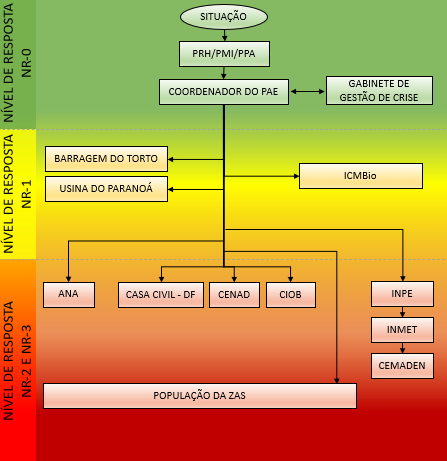 NÍVEL DE RESPOSTA
NR-0
SITUAÇÃO
PRH/PMI/PPA
COORDENADOR DO PAE
GABINETE DE
GESTÃO DE CRISE
NÍVEL DE RESPOSTA
NR-1
BARRAGEM DO TORTO
USINA DO PARANOÁ
ICMBio
NÍVEL DE RESPOSTA
NR-2 E NR-3
ANA
CASA CIVIL - DF
CENAD
CIOB
INPE
INMET
CEMADEN
POPULAÇÃO DA ZAS